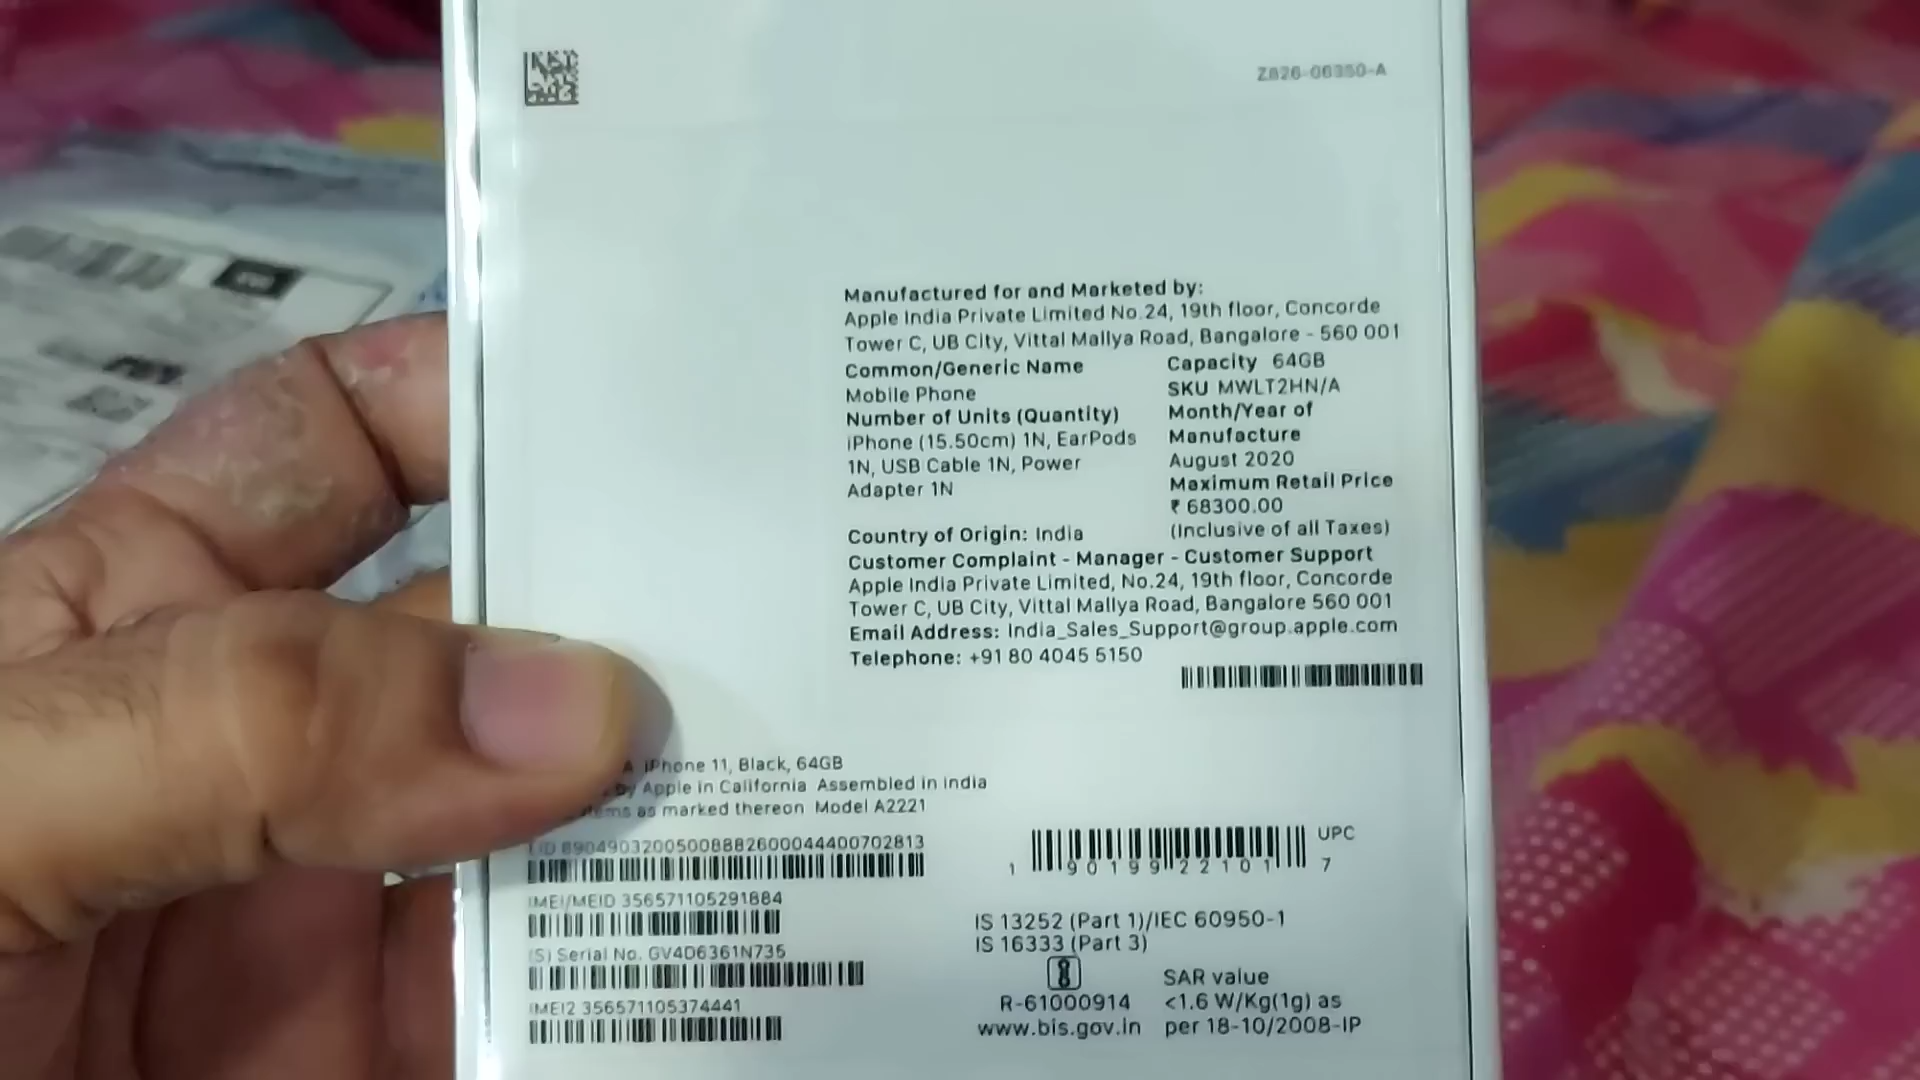 Z826-06350-A
Manufactured for and Marketed by:
Apple India Private Limited No.24, 19th floor, Concorde
Tower C, UB City, Vittal Mallya Road, Bangalore - 560 001
Common/Generic Name
Mobile Phone
Number of Units (Quantity)
iPhone (15.50cm) 1N, EarPods
1N, USB Cable 1N, Power
Adapter 1N
Capacity 64GB
SKU MWLT2HN/A
Month/Year of
Manufacture
August 2020
Maximum Retail Price
₹ 68300.00
(Inclusive of all Taxes)
Country of Origin: India
Customer Complaint - Manager - Customer Support
Apple India Private Limited, No.24, 19th floor, Concorde
Tower C, UB City, Vittal Mallya Road, Bangalore 560 001
Email Address: India_Sales_Support@group.apple.com
Telephone: +91 80 4045 5150
iPhone 11, Black, 64GB
by Apple in California Assembled in India
as marked thereon Model A2221
EID 89049032005008882600044400702813
IMEI/MEID 356571105291884
(S) Serial No. GV4D6361N735
IMEI2 356571105374441
UPC
1 90199 22101 7
IS 13252 (Part 1)/IEC 60950-1
IS 16333 (Part 3)
R-61000914
www.bis.gov.in
SAR value
<1.6 W/Kg(1g) as
per 18-10/2008-IP